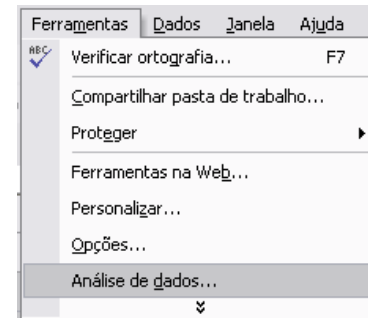 Ferramentas Dados Janela Ajuda
ABC Verificar ortografia... F7
Compartilhar pasta de trabalho...
Proteger
Ferramentas na Web...
Personalizar...
Opções...
Análise de dados...